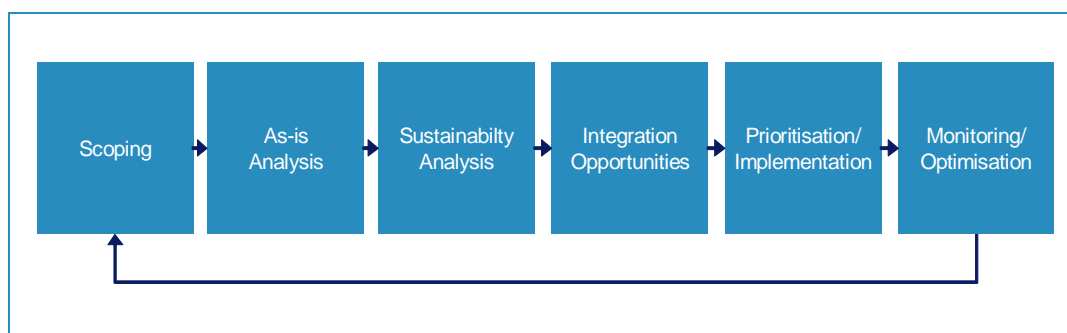 Scoping
As-is
Analysis
Sustainabilty
Analysis
Integration
Opportunities
Prioritisation/
Implementation
Monitoring/
Optimisation